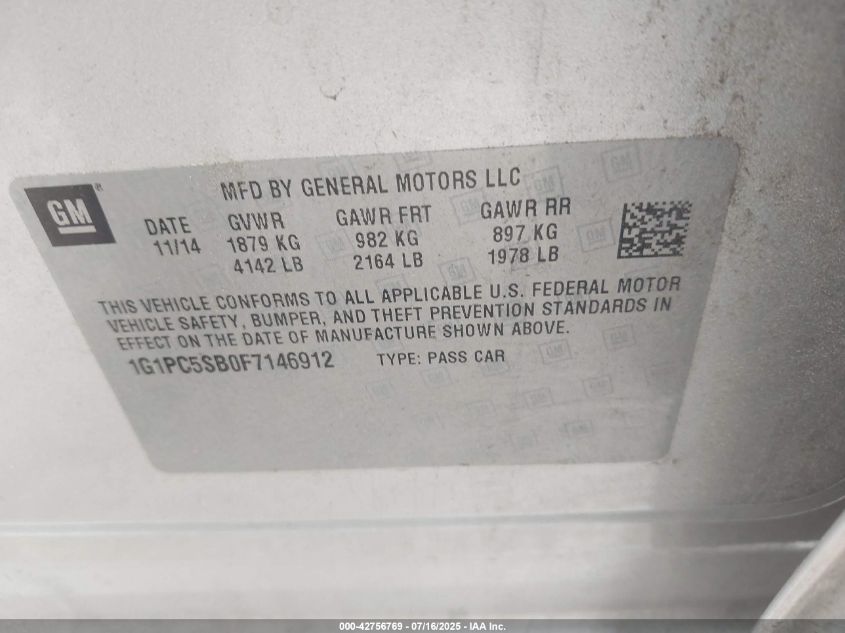 GM®
MFD BY GENERAL MOTORS LLC
DATE GVWR GAWR FRT GAWR RR
11/14 1879 KG 982 KG 897 KG
4142 LB 2164 LB 1978 LB
THIS VEHICLE CONFORMS TO ALL APPLICABLE U.S. FEDERAL MOTOR
VEHICLE SAFETY, BUMPER, AND THEFT PREVENTION STANDARDS IN
EFFECT ON THE DATE OF MANUFACTURE SHOWN ABOVE.
1G1PC5SB0F7146912 TYPE: PASS CAR
000-42756769 - 07/16/2025 - IAA Inc.